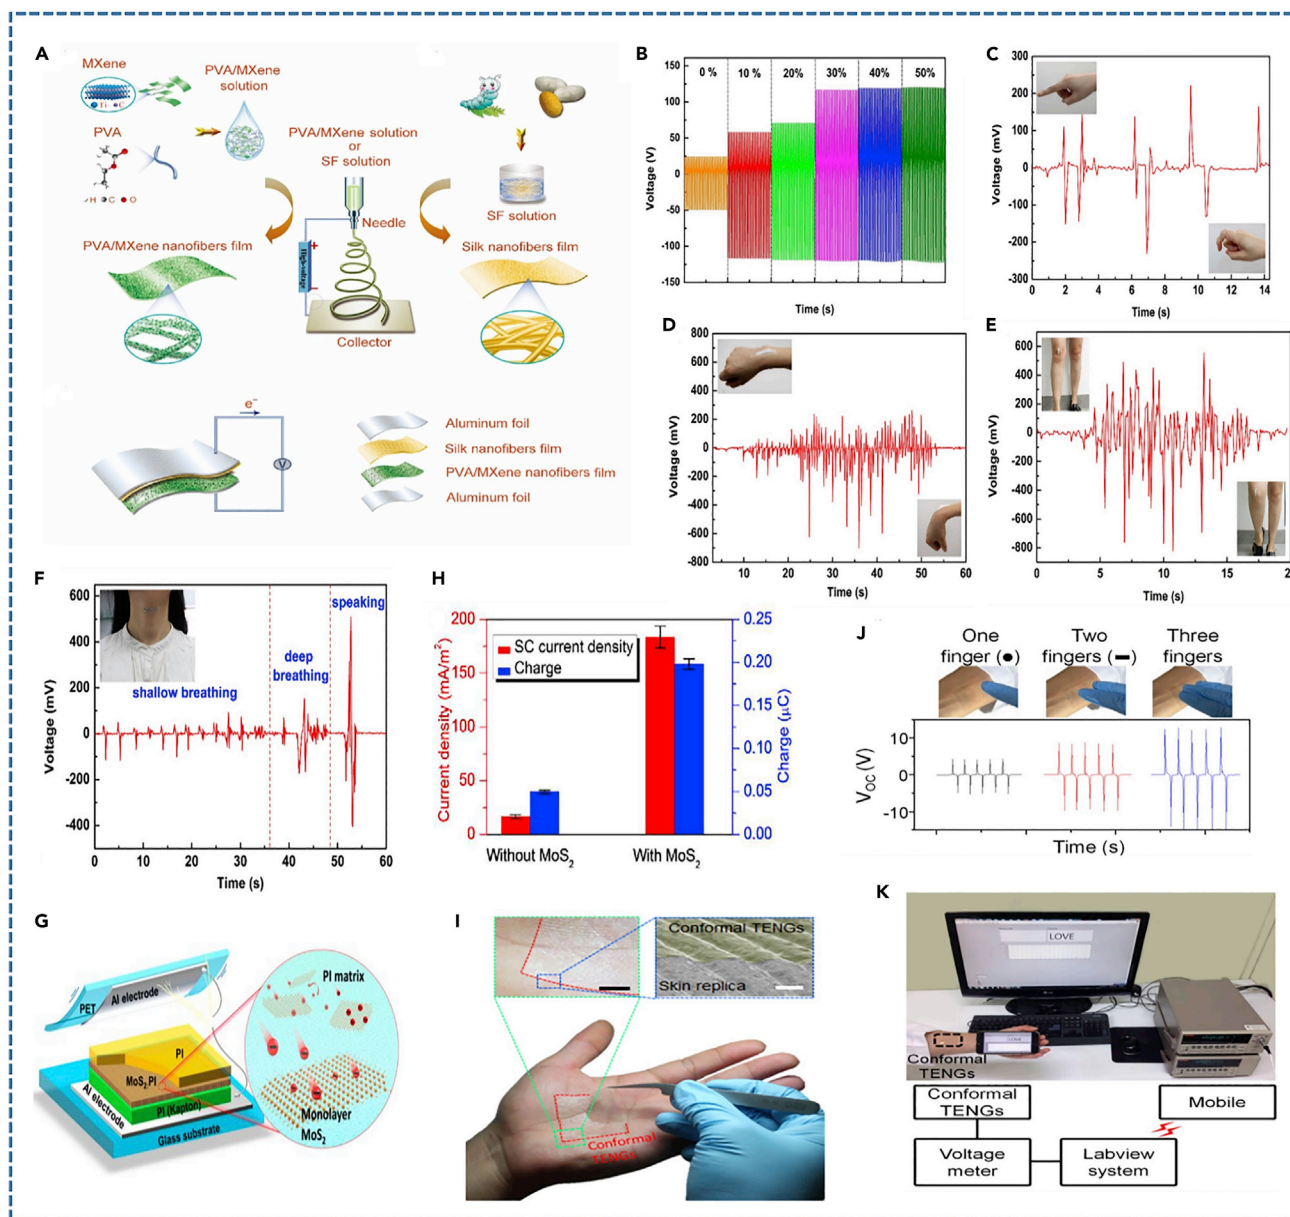 A
MXene
Ti C
PVA/MXene
solution
PVA
H C O
PVA/MXene solution
or
SF solution
Needle
High-voltage
+
−
Collector
SF solution
PVA/MXene nanofibers film
Silk nanofibers film
e⁻
V
Aluminum foil
Silk nanofibers film
PVA/MXene nanofibers film
Aluminum foil
B
0 %
10 %
20%
30%
40%
50%
Voltage (V)
150
100
50
0
-50
-100
-150
Time (s)
C
Voltage (mV)
300
200
100
0
-100
-200
-300
0 2 4 6 8 10 12 14
Time (s)
D
Voltage (mV)
800
600
400
200
0
-200
-400
-600
-800
10 20 30 40 50 60
Time (s)
E
Voltage (mV)
800
600
400
200
0
-200
-400
-600
-800
0 5 10 15
Time (s)
F
Voltage (mV)
600
400
200
0
-200
-400
shallow breathing
deep
breathing
speaking
0 10 20 30 40 50 60
Time (s)
H
Current density (mA/m²)
200
150
100
50
0
SC current density
Charge
0.25
0.20
0.15
0.10
0.05
0.00
Charge (μC)
Without MoS₂
With MoS₂
J
One
finger (●)
Two
fingers (▬)
Three
fingers
V_OC (V)
10
0
-10
Time (s)
G
PET
Al electrode
PI
MoS₂:PI
PI (Kapton)
Al electrode
Glass substrate
PI matrix
Monolayer
MoS₂
I
Conformal TENGs
Skin replica
Conformal
TENGs
K
LOVE
Conformal
TENGs
Conformal
TENGs
Mobile
Voltage
meter
Labview
system